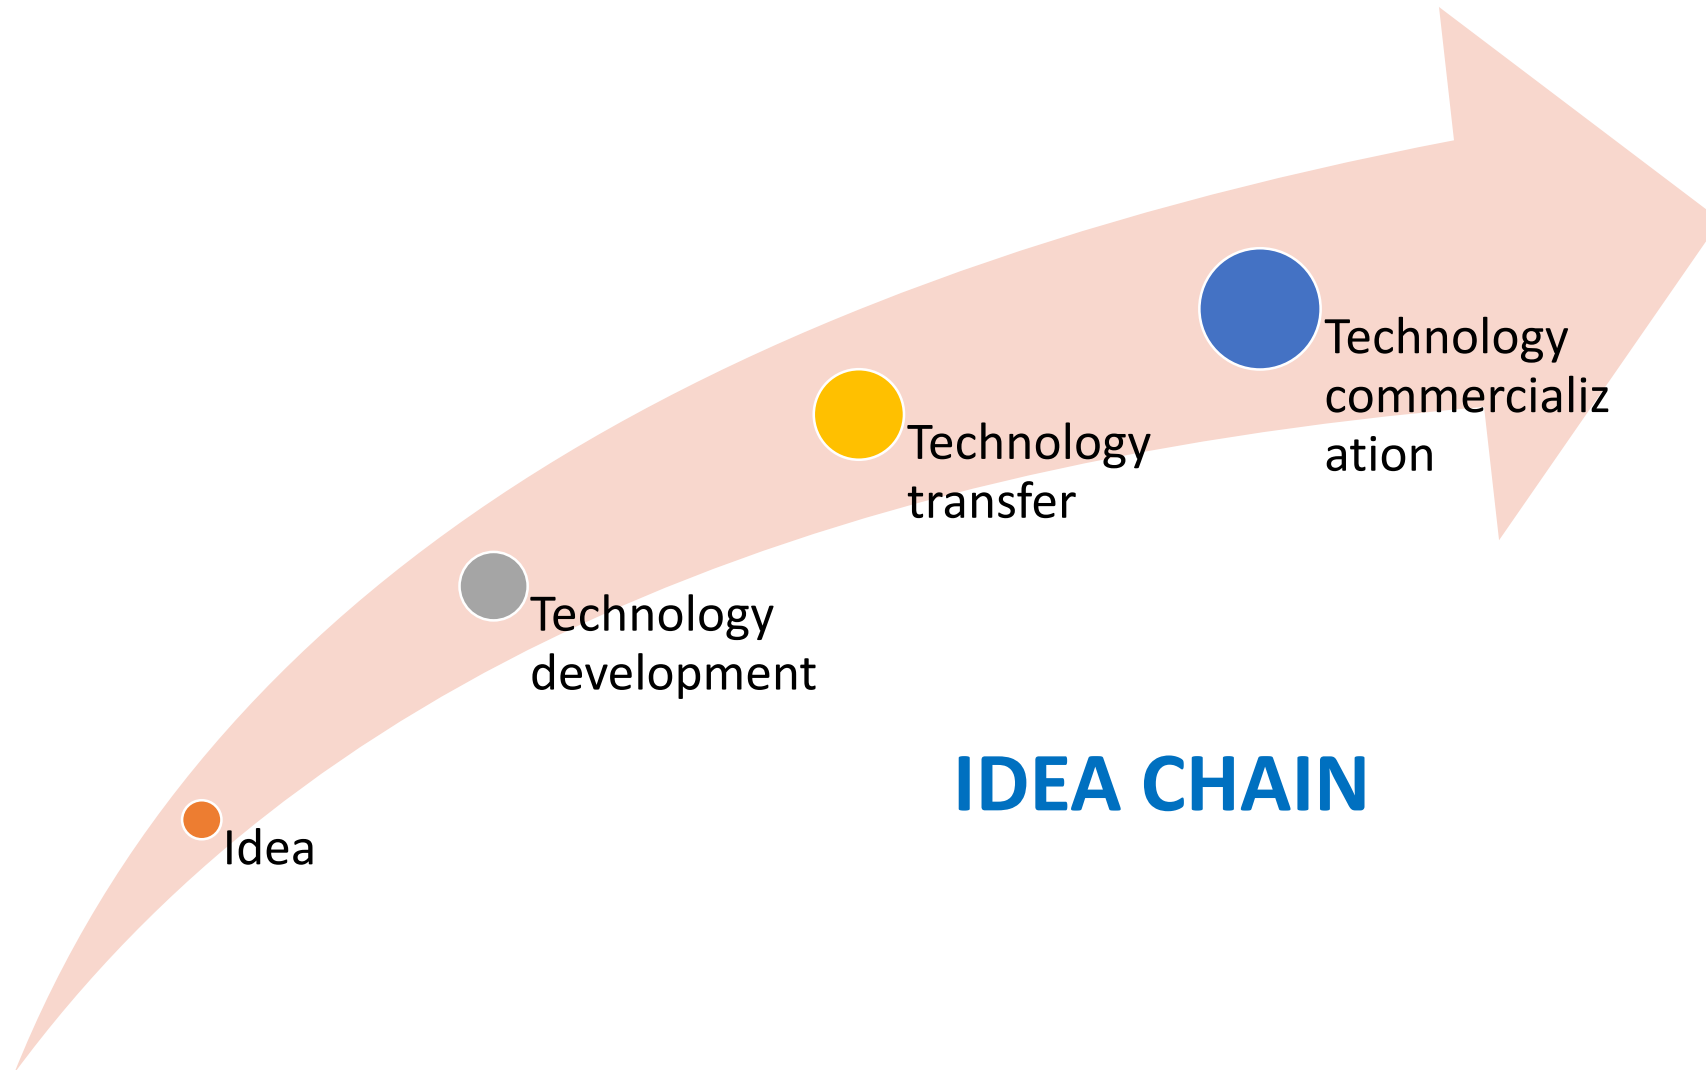 Technology
commercializ
ation
Technology
transfer
Technology
development
IDEA CHAIN
Idea